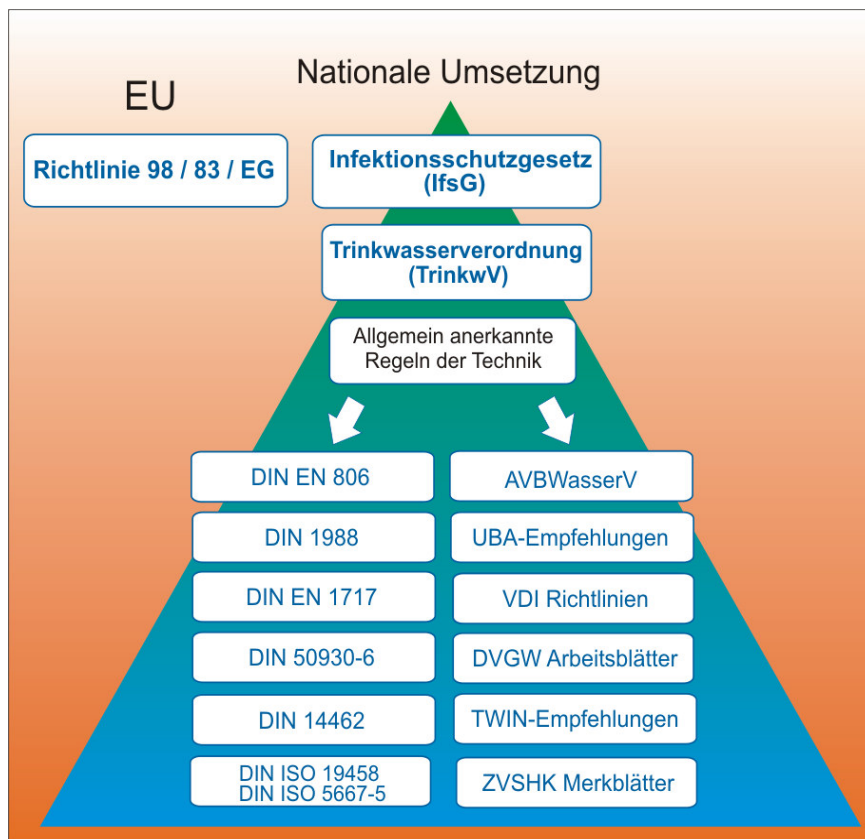 Nationale Umsetzung
EU
Richtlinie 98 / 83 / EG
Infektionsschutzgesetz
(IfsG)
Trinkwasserverordnung
(TrinkwV)
Allgemein anerkannte
Regeln der Technik
DIN EN 806
AVBWasserV
DIN 1988
UBA-Empfehlungen
DIN EN 1717
VDI Richtlinien
DIN 50930-6
DVGW Arbeitsblätter
DIN 14462
TWIN-Empfehlungen
DIN ISO 19458
DIN ISO 5667-5
ZVSHK Merkblätter